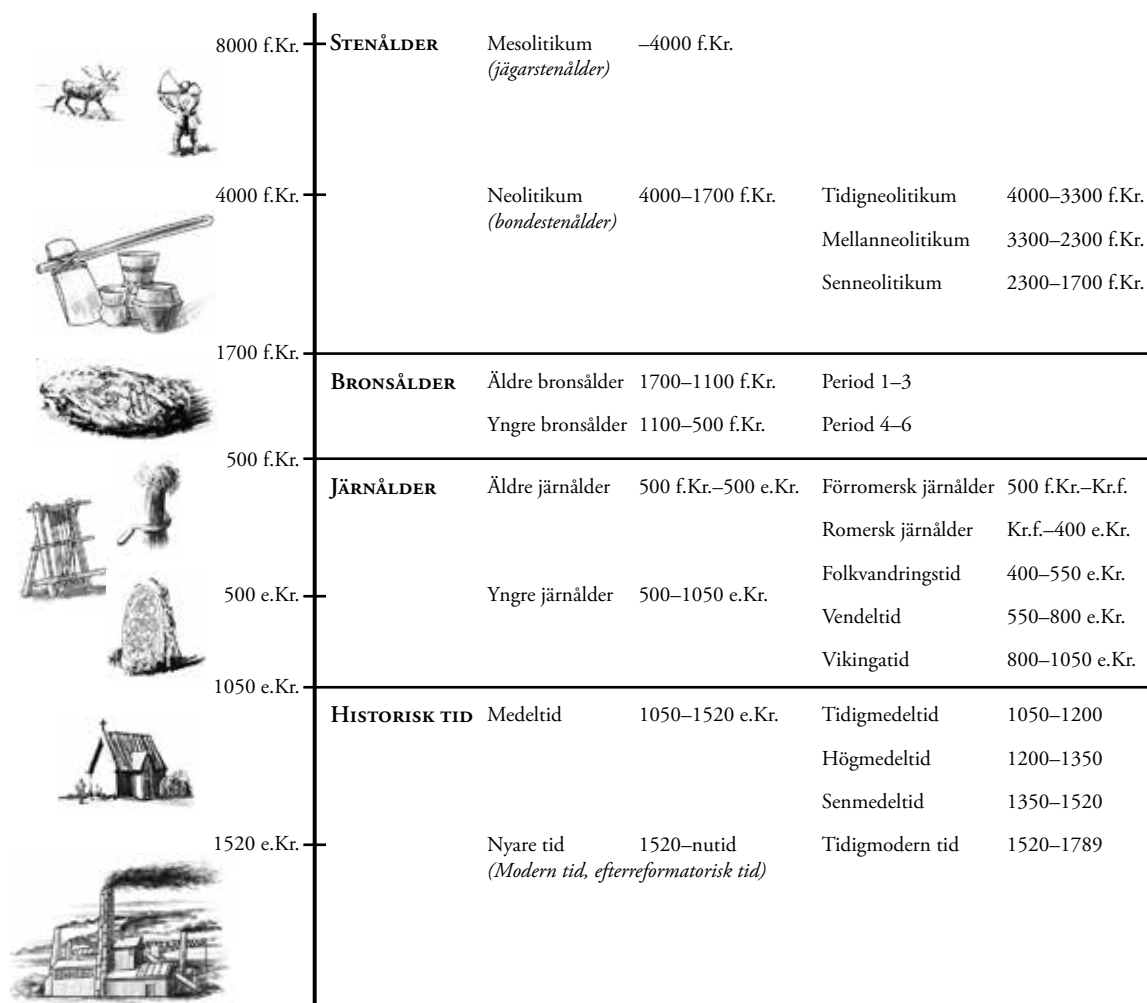 8000 f.Kr. STENÅLDER Mesolitikum –4000 f.Kr.
(jägarstenålder)
4000 f.Kr. Neolitikum 4000–1700 f.Kr. Tidigneolitikum 4000–3300 f.Kr.
(bondestenålder)
Mellanneolitikum 3300–2300 f.Kr.
Senneolitikum 2300–1700 f.Kr.
1700 f.Kr.
BRONSÅLDER Äldre bronsålder 1700–1100 f.Kr. Period 1–3
Yngre bronsålder 1100–500 f.Kr. Period 4–6
500 f.Kr.
JÄRNÅLDER Äldre järnålder 500 f.Kr.–500 e.Kr. Förromersk järnålder 500 f.Kr.–Kr.f.
Romersk järnålder Kr.f.–400 e.Kr.
Folkvandringstid 400–550 e.Kr.
500 e.Kr. Yngre järnålder 500–1050 e.Kr.
Vendeltid 550–800 e.Kr.
Vikingatid 800–1050 e.Kr.
1050 e.Kr.
HISTORISK TID Medeltid 1050–1520 e.Kr. Tidigmedeltid 1050–1200
Högmedeltid 1200–1350
Senmedeltid 1350–1520
1520 e.Kr. Nyare tid 1520–nutid Tidigmodern tid 1520–1789
(Modern tid, efterreformatorisk tid)